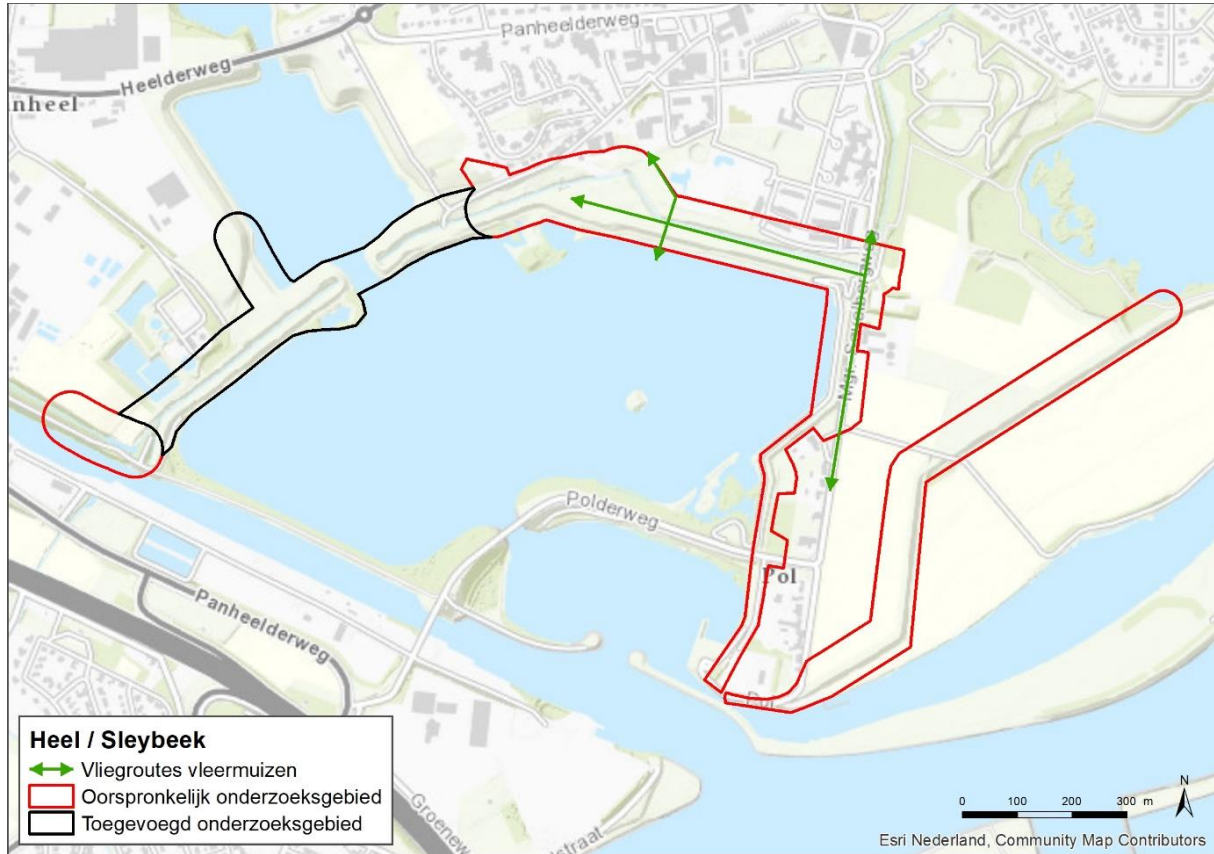 Panheelderweg
Heelderweg
nheel
Polderweg
Pol
Panheelderweg
Heel / Sleybeek
Vliegroutes vleermuizen
Oorspronkelijk onderzoeksgebied
Toegevoegd onderzoeksgebied
N
0 100 200 300 m
Esri Nederland, Community Map Contributors